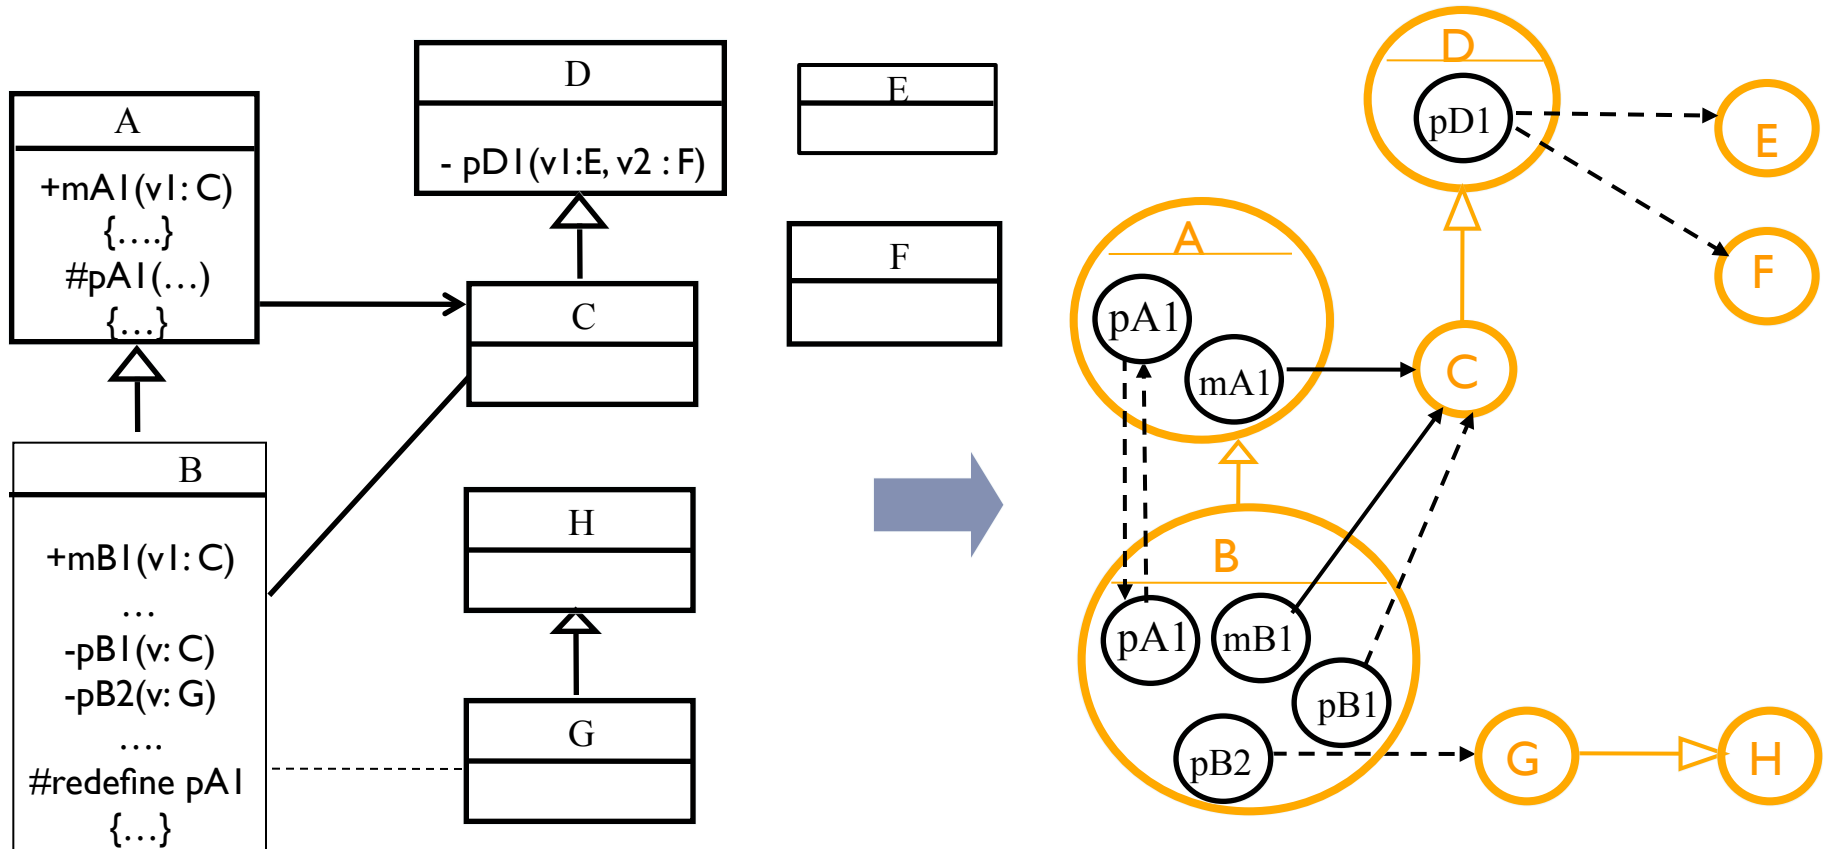 A
+mA1(v1: C)
{....}
#pA1(...)
{...}
B
+mB1(v1: C)
...
-pB1(v: C)
-pB2(v: G)
....
#redefine pA1
{...}
D
- pD1(v1:E, v2 : F)
C
H
G
E
F
D
pD1
E
F
A
pA1
mA1
C
B
pA1
mB1
pB1
pB2
G
H